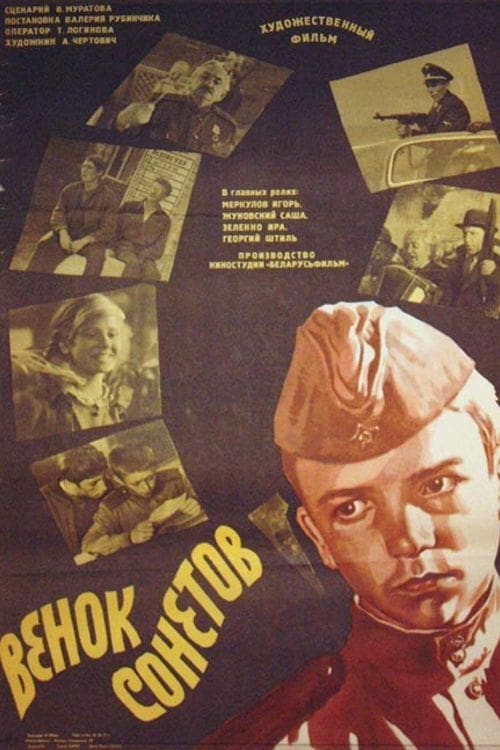 СЦЕНАРИЙ В. МУРАТОВА
ПОСТАНОВКА ВАЛЕРИЯ РУБИНЧИКА
ОПЕРАТОР Т. ЛОГИНОВА
ХУДОЖНИК А. ЧЕРТОВИЧ
ХУДОЖЕСТВЕННЫЙ
ФИЛЬМ
В главных ролях:
МЕРКУЛОВ ИГОРЬ,
ЖУКОВСКИЙ САША,
ЗЕЛЕНКО ИРА,
ГЕОРГИЙ ШТИЛЬ
ПРОИЗВОДСТВО
КИНОСТУДИИ «БЕЛАРУСЬФИЛЬМ»
ВЕНОК
СОНЕТОВ